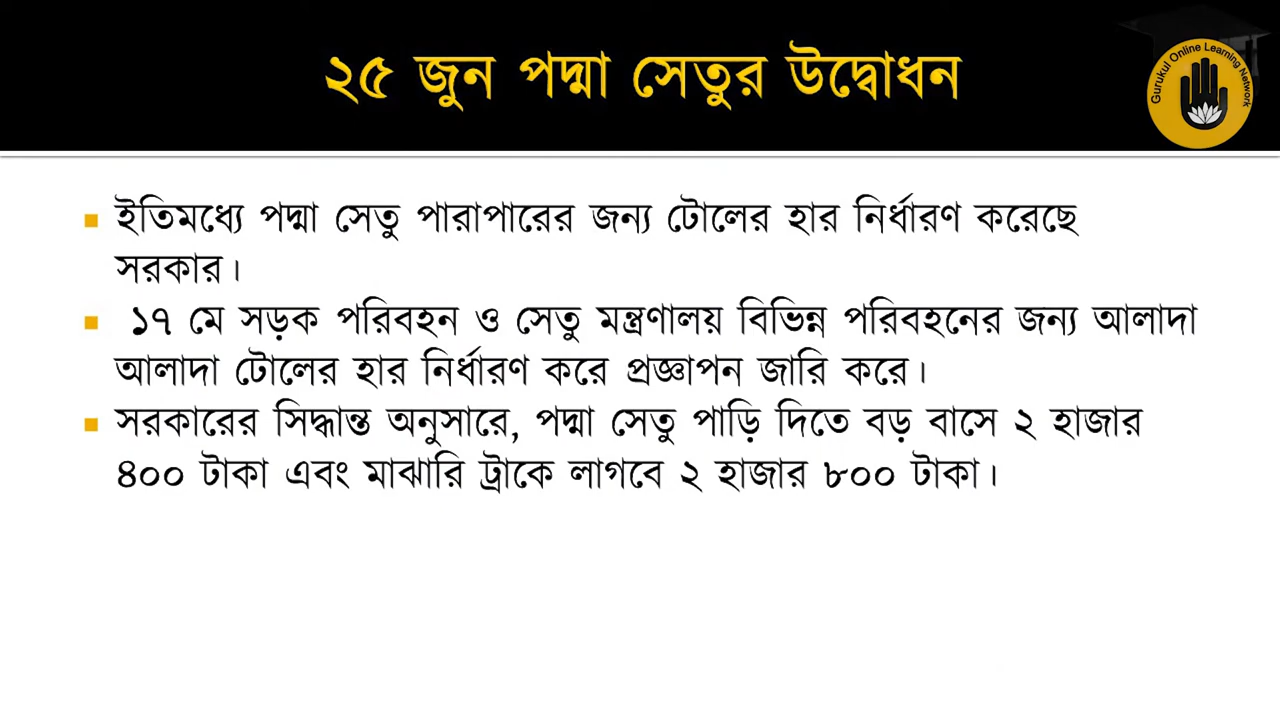 ২৫ জুন পদ্মা সেতুর উদ্বোধন
Gurukul Online Learning Network
ইতিমধ্যে পদ্মা সেতু পারাপারের জন্য টোলের হার নির্ধারণ করেছে
সরকার।
১৭ মে সড়ক পরিবহন ও সেতু মন্ত্রণালয় বিভিন্ন পরিবহনের জন্য আলাদা
আলাদা টোলের হার নির্ধারণ করে প্রজ্ঞাপন জারি করে।
সরকারের সিদ্ধান্ত অনুসারে, পদ্মা সেতু পাড়ি দিতে বড় বাসে ২ হাজার
৪০০ টাকা এবং মাঝারি ট্রাকে লাগবে ২ হাজার ৮০০ টাকা।